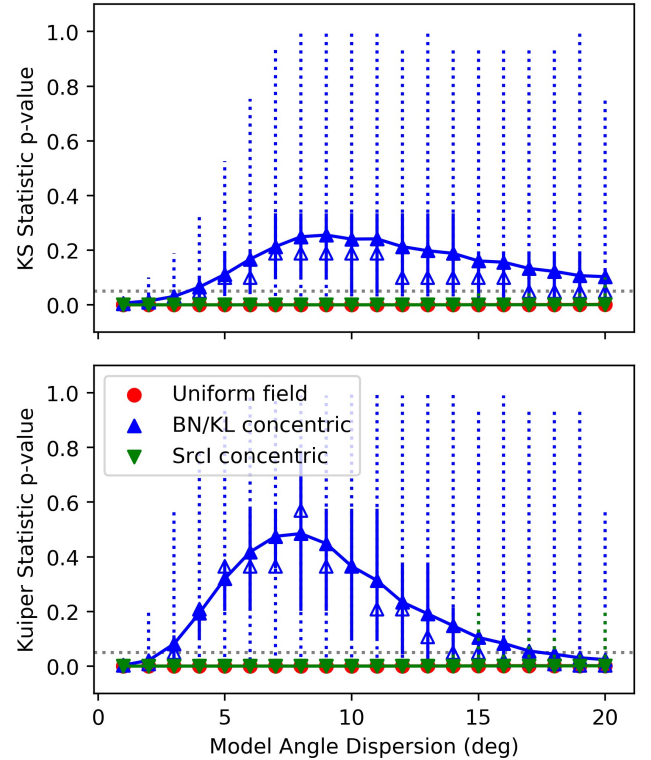 1.0
0.8
0.6
0.4
0.2
0.0
KS Statistic p-value
1.0
0.8
0.6
0.4
0.2
0.0
Kuiper Statistic p-value
Uniform field
BN/KL concentric
SrcI concentric
0 5 10 15 20
Model Angle Dispersion (deg)